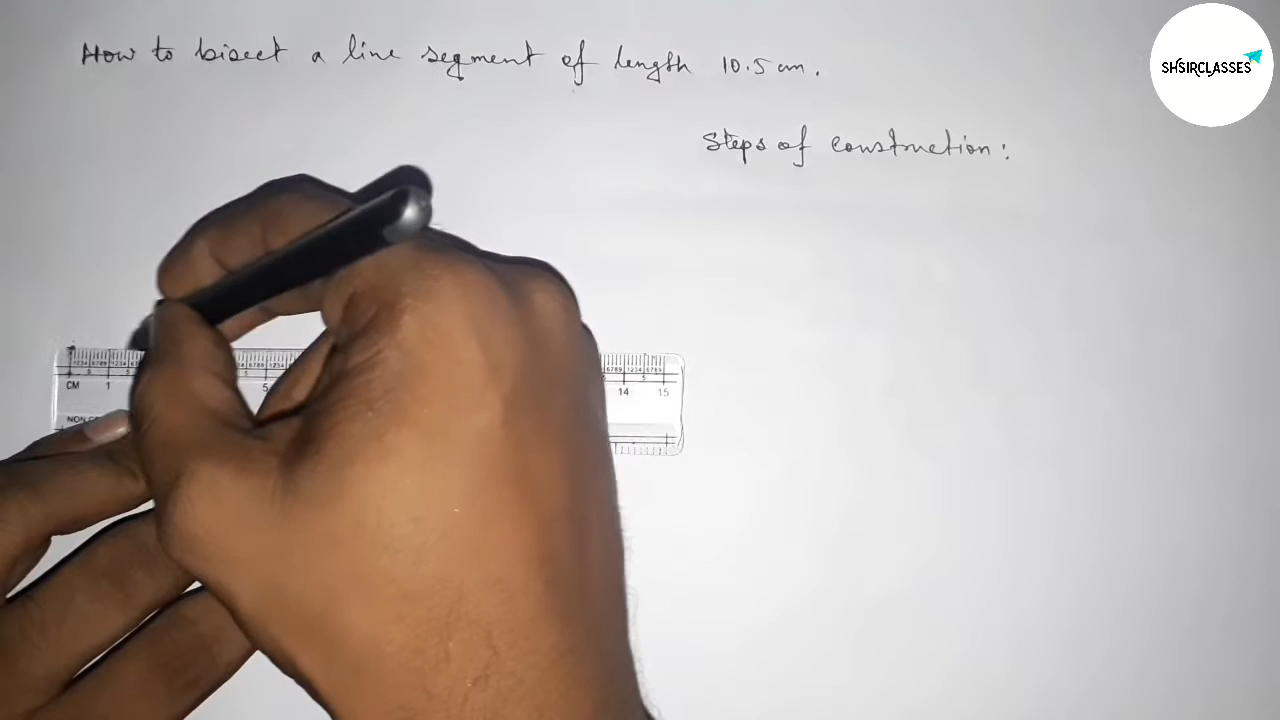 How to bisect a line segment of length 10.5 cm.
SHSIRCLASSES
Steps of construction:
CM 1 5 14 15